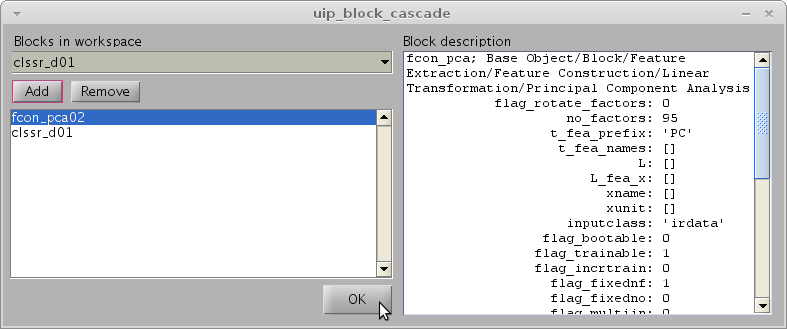 uip_block_cascade
Blocks in workspace
clssr_d01
Add Remove
fcon_pca02
clssr_d01
OK
Block description
fcon_pca; Base Object/Block/Feature
Extraction/Feature Construction/Linear
Transformation/Principal Component Analysis
flag_rotate_factors: 0
no_factors: 95
t_fea_prefix: 'PC'
t_fea_names: []
L: []
L_fea_x: []
xname: []
xunit: []
inputclass: 'irdata'
flag_bootable: 0
flag_trainable: 1
flag_incrtrain: 0
flag_fixednf: 1
flag_fixedno: 0
flag_multiin: 0